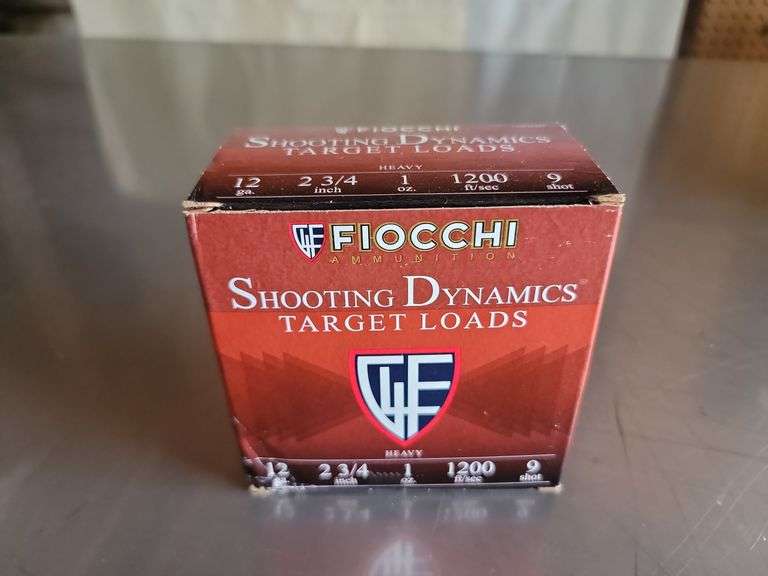 FIOCCHI
SHOOTING DYNAMICS
TARGET LOADS
HEAVY
12 2 3/4 1 1200 9
ga. inch oz. ft/sec shot
FIOCCHI
AMMUNITION
SHOOTING DYNAMICS
TARGET LOADS
GFL
HEAVY
12 2 3/4 1 1200 9
inch oz. ft/sec shot